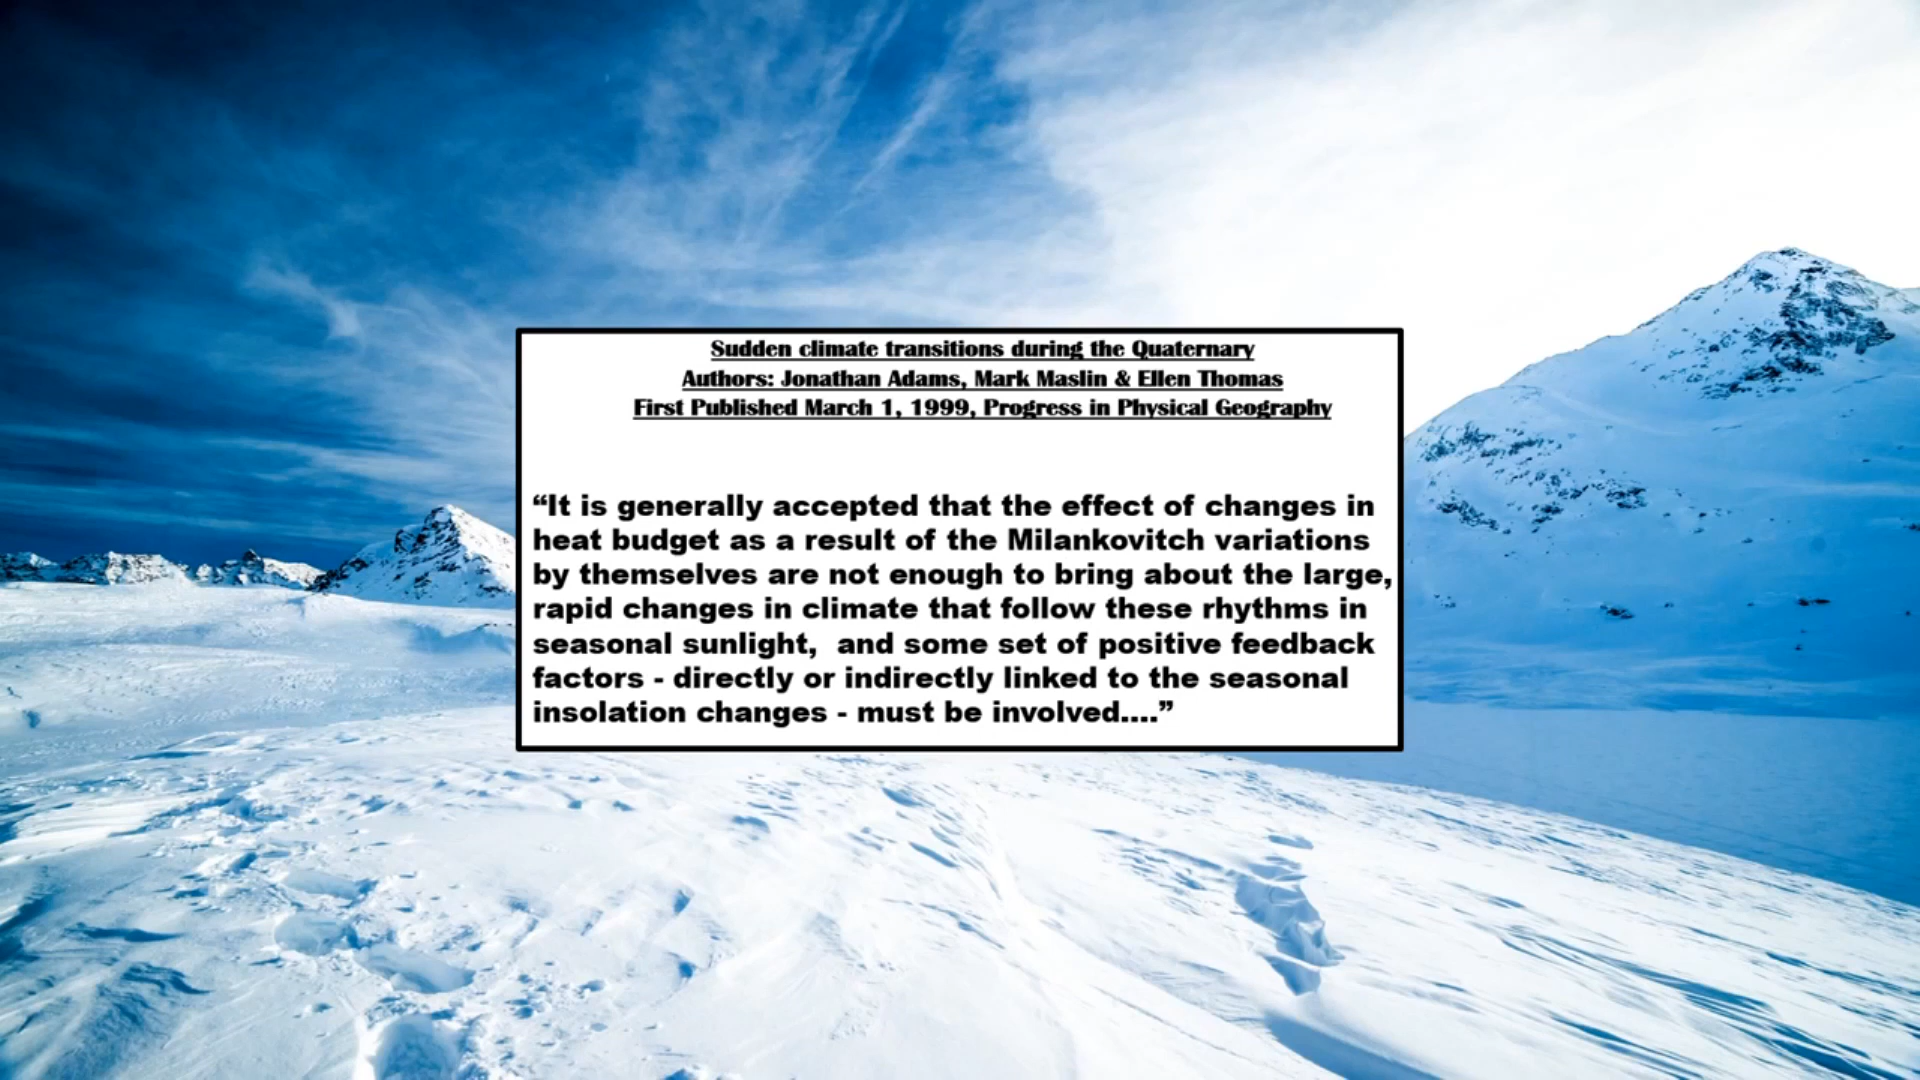 Sudden climate transitions during the Quaternary
Authors: Jonathan Adams, Mark Maslin & Ellen Thomas
First Published March 1, 1999, Progress in Physical Geography
“It is generally accepted that the effect of changes in
heat budget as a result of the Milankovitch variations
by themselves are not enough to bring about the large,
rapid changes in climate that follow these rhythms in
seasonal sunlight,  and some set of positive feedback
factors - directly or indirectly linked to the seasonal
insolation changes - must be involved....”